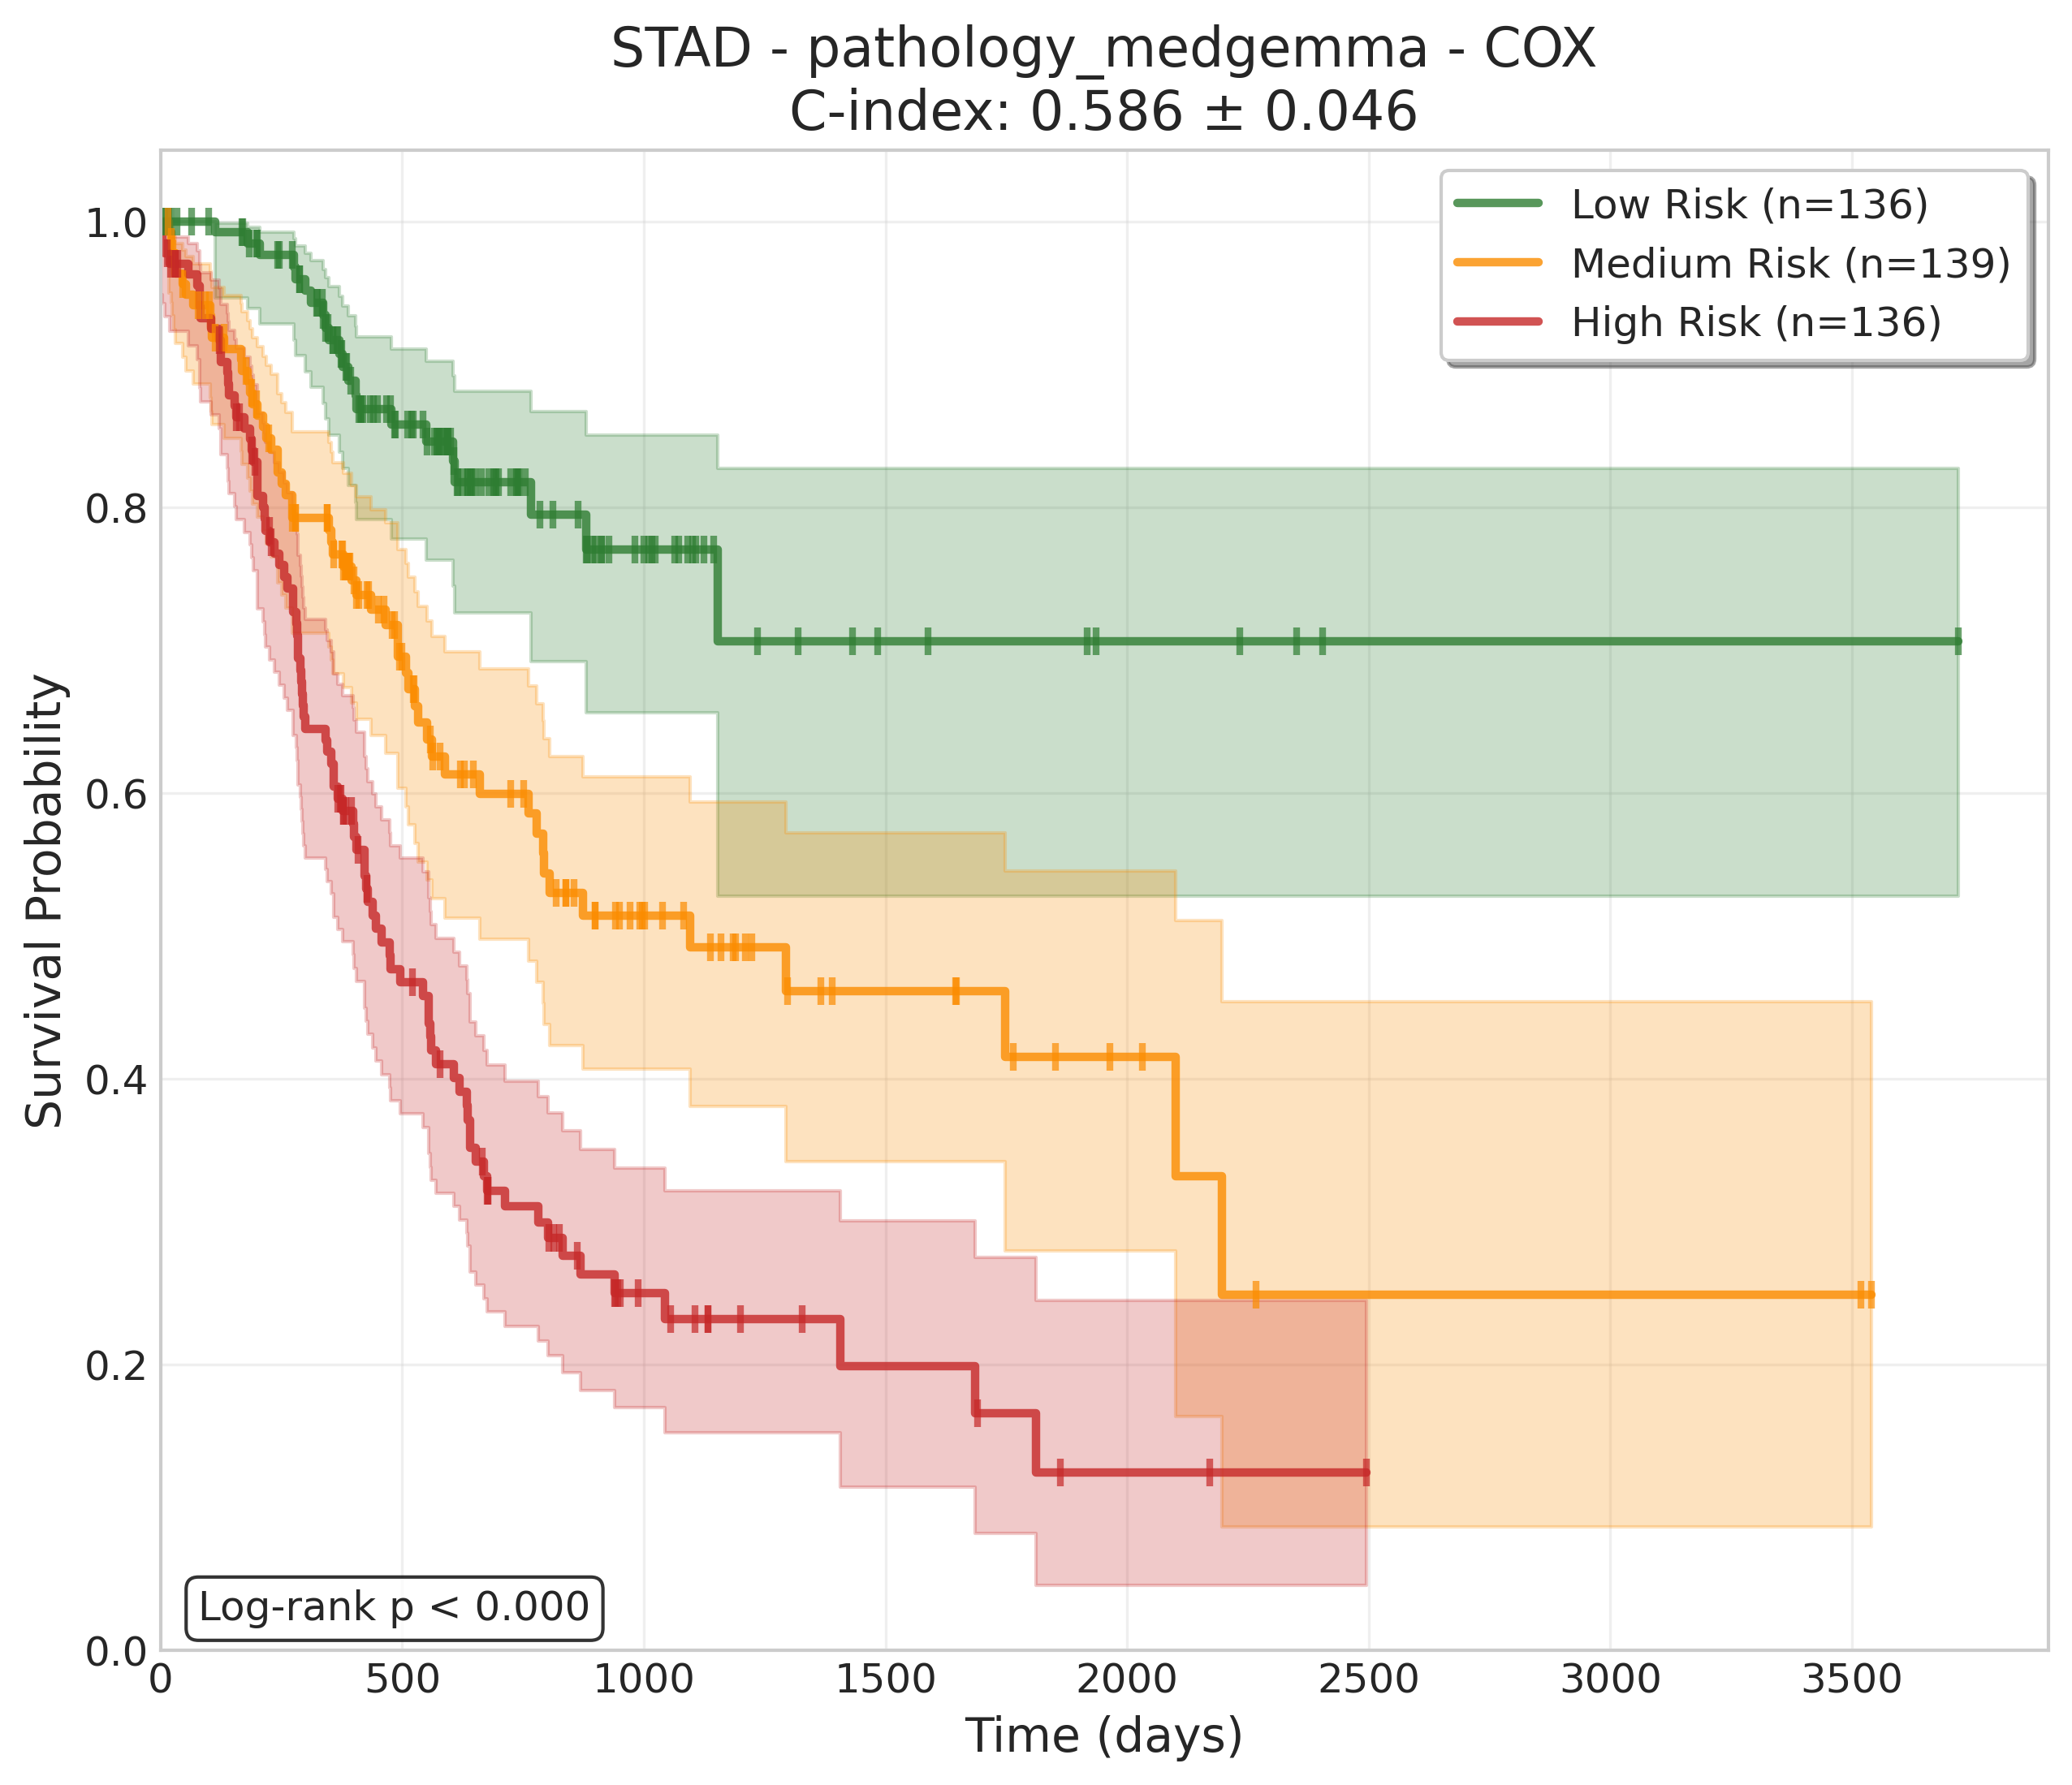 STAD - pathology_medgemma - COX
C-index: 0.586 ± 0.046
Survival Probability
1.0
0.8
0.6
0.4
0.2
0.0
Low Risk (n=136)
Medium Risk (n=139)
High Risk (n=136)
Log-rank p < 0.000
0 500 1000 1500 2000 2500 3000 3500
Time (days)